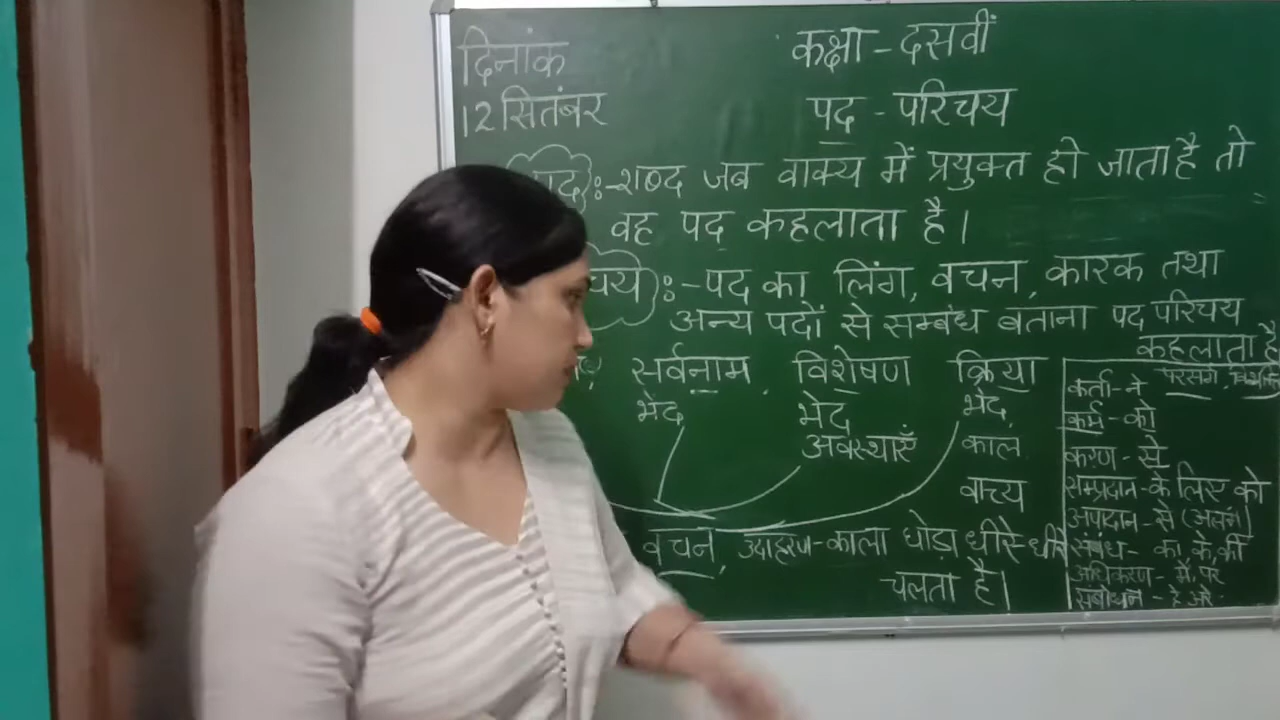 दिनांक
12 सितंबर
कक्षा - दसवीं
पद - परिचय
पद :- शब्द जब वाक्य में प्रयुक्त हो जाता है तो
वह पद कहलाता है।
:- पद का लिंग, वचन, कारक तथा
अन्य पदों से सम्बंध बताना पद परिचय
कहलाता है
सर्वनाम, विशेषण क्रिया
भेद भेद भेद,
अवस्थाएँ काल
वाच्य
वचन, उदाहरण - काला घोड़ा धीरे-धीरे
चलता है।
परसर्ग,
कर्ता - ने
कर्म - को
करण - से
सम्प्रदान - के लिए को
अपादान - से (अलग)
संबंध - का, के, की
अधिकरण - में, पर
संबोधन - हे अरे